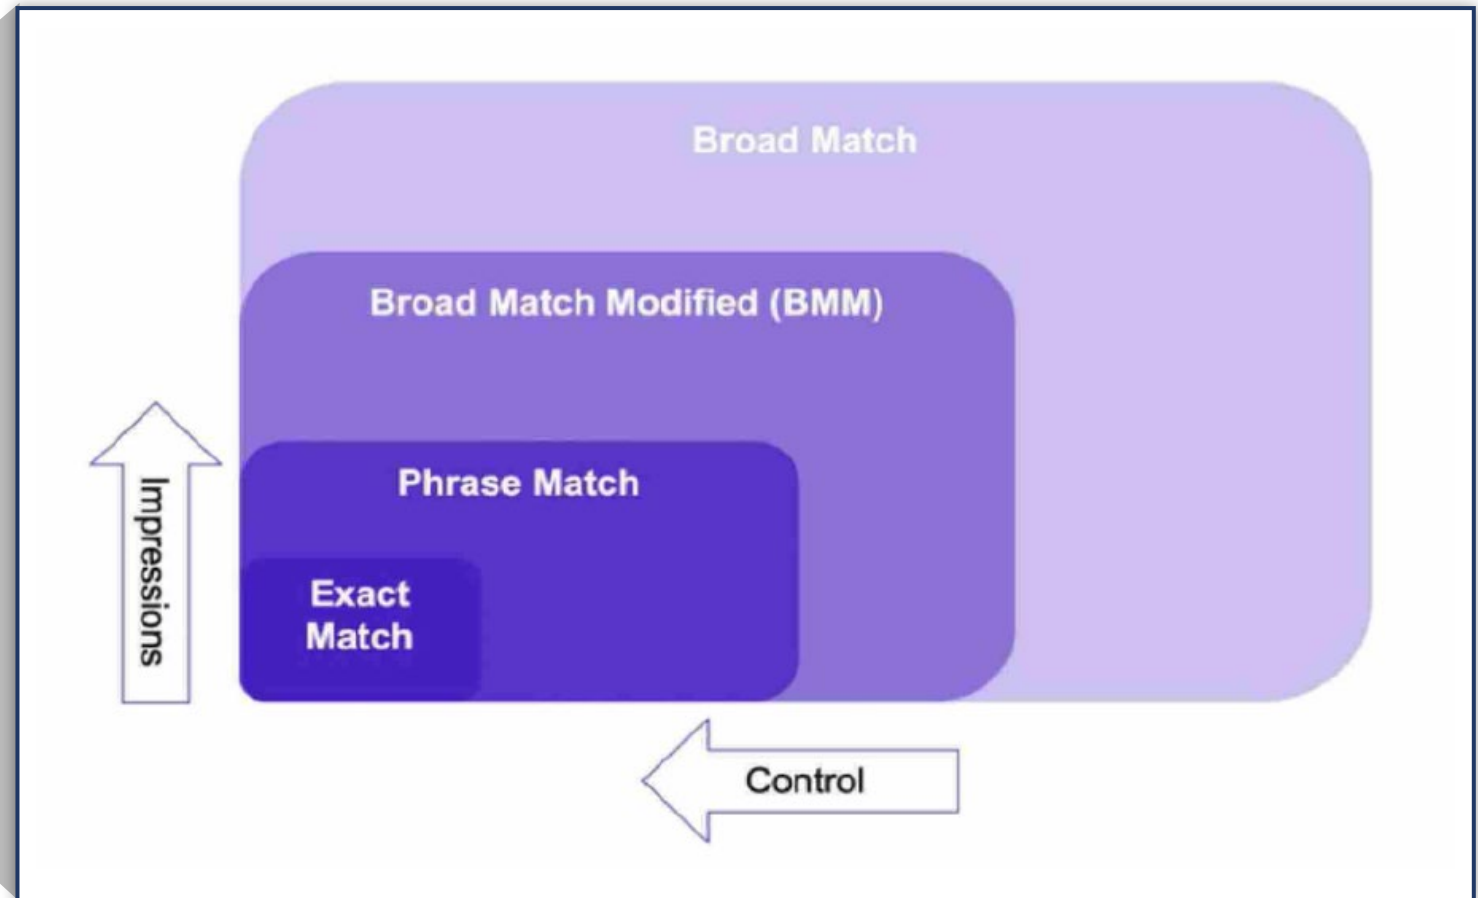 Broad Match
Broad Match Modified (BMM)
Phrase Match
Exact
Match
Impressions
Control